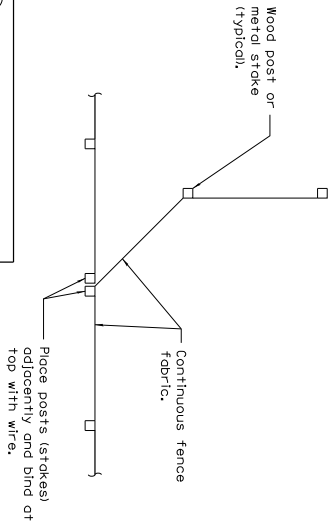 Wood post or
metal stake
(typical).
Continuous fence
fabric.
Place posts (stakes)
adjacently and bind at
top with wire.